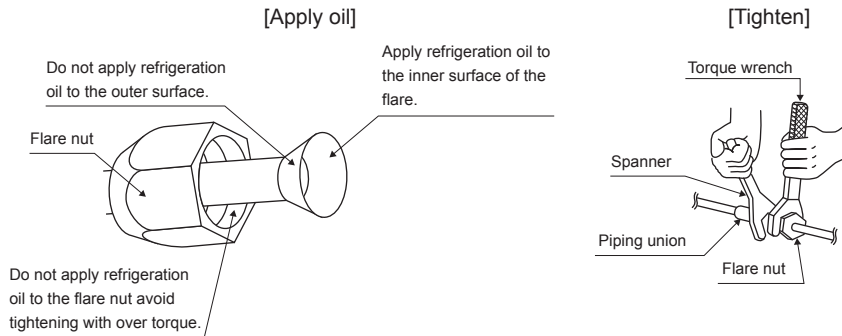 [Apply oil]
Do not apply refrigeration
oil to the outer surface.
Apply refrigeration oil to
the inner surface of the
flare.
Flare nut
Do not apply refrigeration
oil to the flare nut avoid
tightening with over torque.
[Tighten]
Torque wrench
Spanner
Piping union
Flare nut